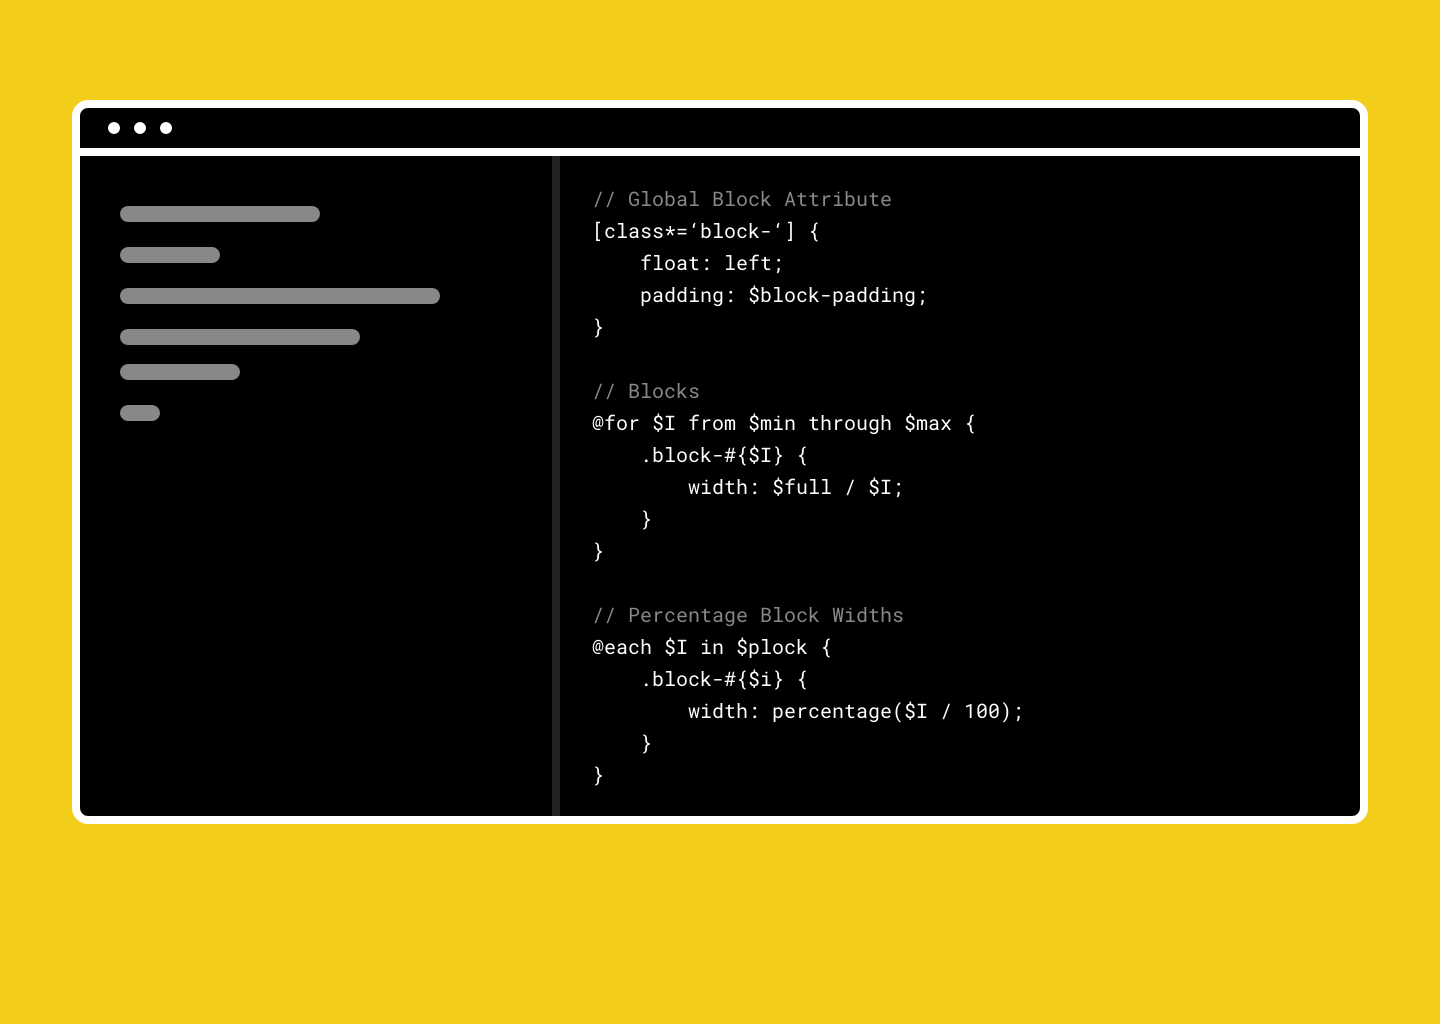 // Global Block Attribute
[class*=‘block-‘] {
    float: left;
    padding: $block-padding;
}
// Blocks
@for $I from $min through $max {
    .block-#{$I} {
        width: $full / $I;
    }
}
// Percentage Block Widths
@each $I in $plock {
    .block-#{$i} {
        width: percentage($I / 100);
    }
}